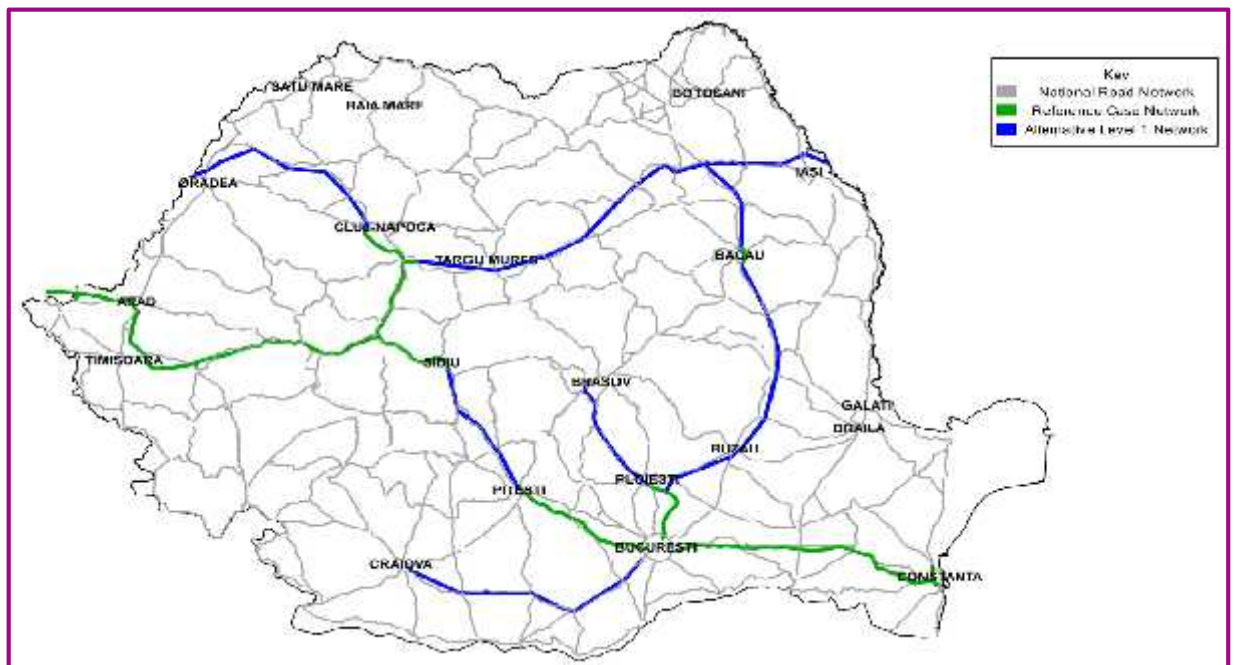 Key
National Road Network
Reference Case Network
Alternative Level 1 Network
SATU MARE
BAIA MARE
BOTOSANI
IASI
ORADEA
CLUJ-NAPOCA
TARGU MURES
BACAU
ARAD
TIMISOARA
SIBIU
BRASOV
GALATI
BRAILA
BUZAU
PLOIESTI
PITESTI
BUCURESTI
CRAIOVA
CONSTANTA